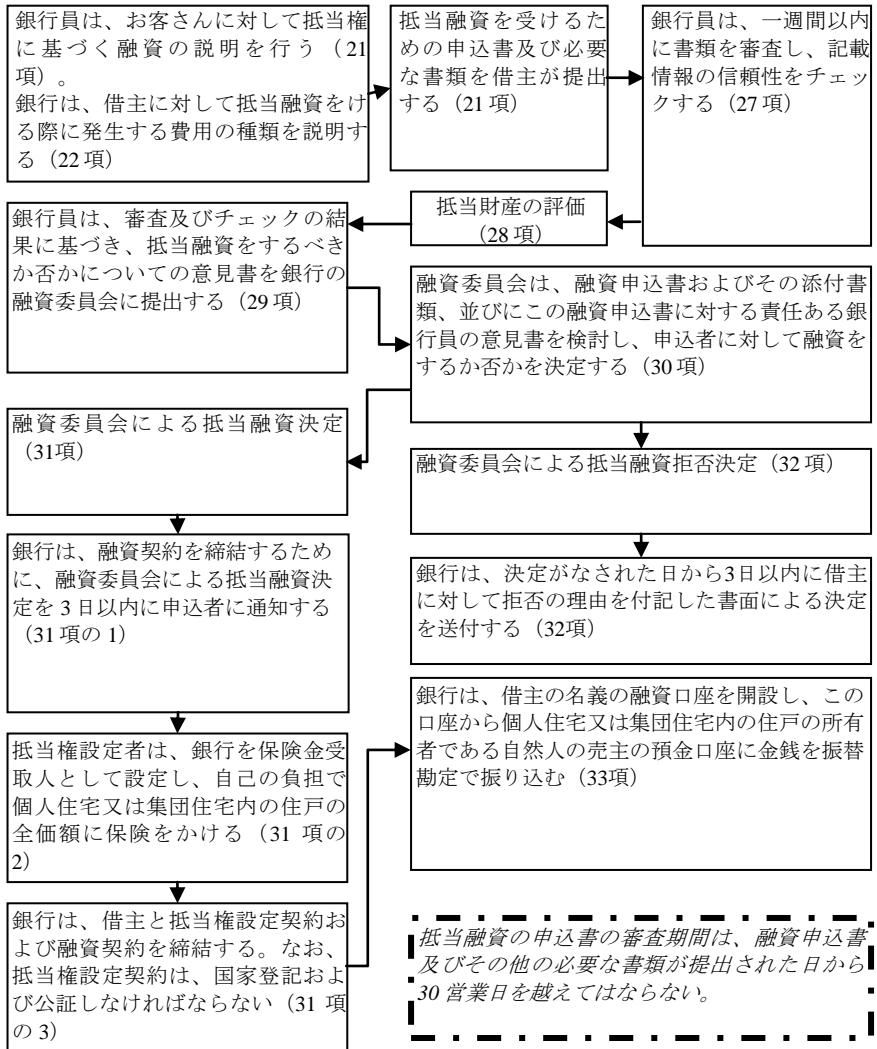 銀行員は、お客さんに対して抵当権
に基づく融資の説明を行う（21
項）。
銀行は、借主に対して抵当融資をけ
る際に発生する費用の種類を説明す
る（22 項）
抵当融資を受けるた
めの申込書及び必要
な書類を借主が提出
する（21 項）
銀行員は、一週間以内
に書類を審査し、記載
情報の信頼性をチェッ
クする（27 項）
抵当財産の評価
（28 項）
銀行員は、審査及びチェックの結
果に基づき、抵当融資をするべき
か否かについての意見書を銀行の
融資委員会に提出する（29 項）
融資委員会は、融資申込書およびその添付書
類、並びにこの融資申込書に対する責任ある銀
行員の意見書を検討し、申込者に対して融資を
するか否かを決定する（30 項）
融資委員会による抵当融資決定
（31項）
融資委員会による抵当融資拒否決定（32 項）
銀行は、融資契約を締結するため
に、融資委員会による抵当融資決
定を 3 日以内に申込者に通知する
（31 項の 1）
銀行は、決定がなされた日から3日以内に借主
に対して拒否の理由を付記した書面による決定
を送付する（32項）
抵当権設定者は、銀行を保険金受
取人として設定し、自己の負担で
個人住宅又は集団住宅内の住戸の
全価額に保険をかける（31 項の
2）
銀行は、借主と抵当権設定契約お
よび融資契約を締結する。なお、
抵当権設定契約は、国家登記およ
び公証しなければならない（31 項
の 3）
銀行は、借主の名義の融資口座を開設し、この
口座から個人住宅又は集団住宅内の住戸の所有
者である自然人の売主の預金口座に金銭を振替
勘定で振り込む（33項）
抵当融資の申込書の審査期間は、融資申込書
及びその他の必要な書類が提出された日から
30 営業日を越えてはならない。